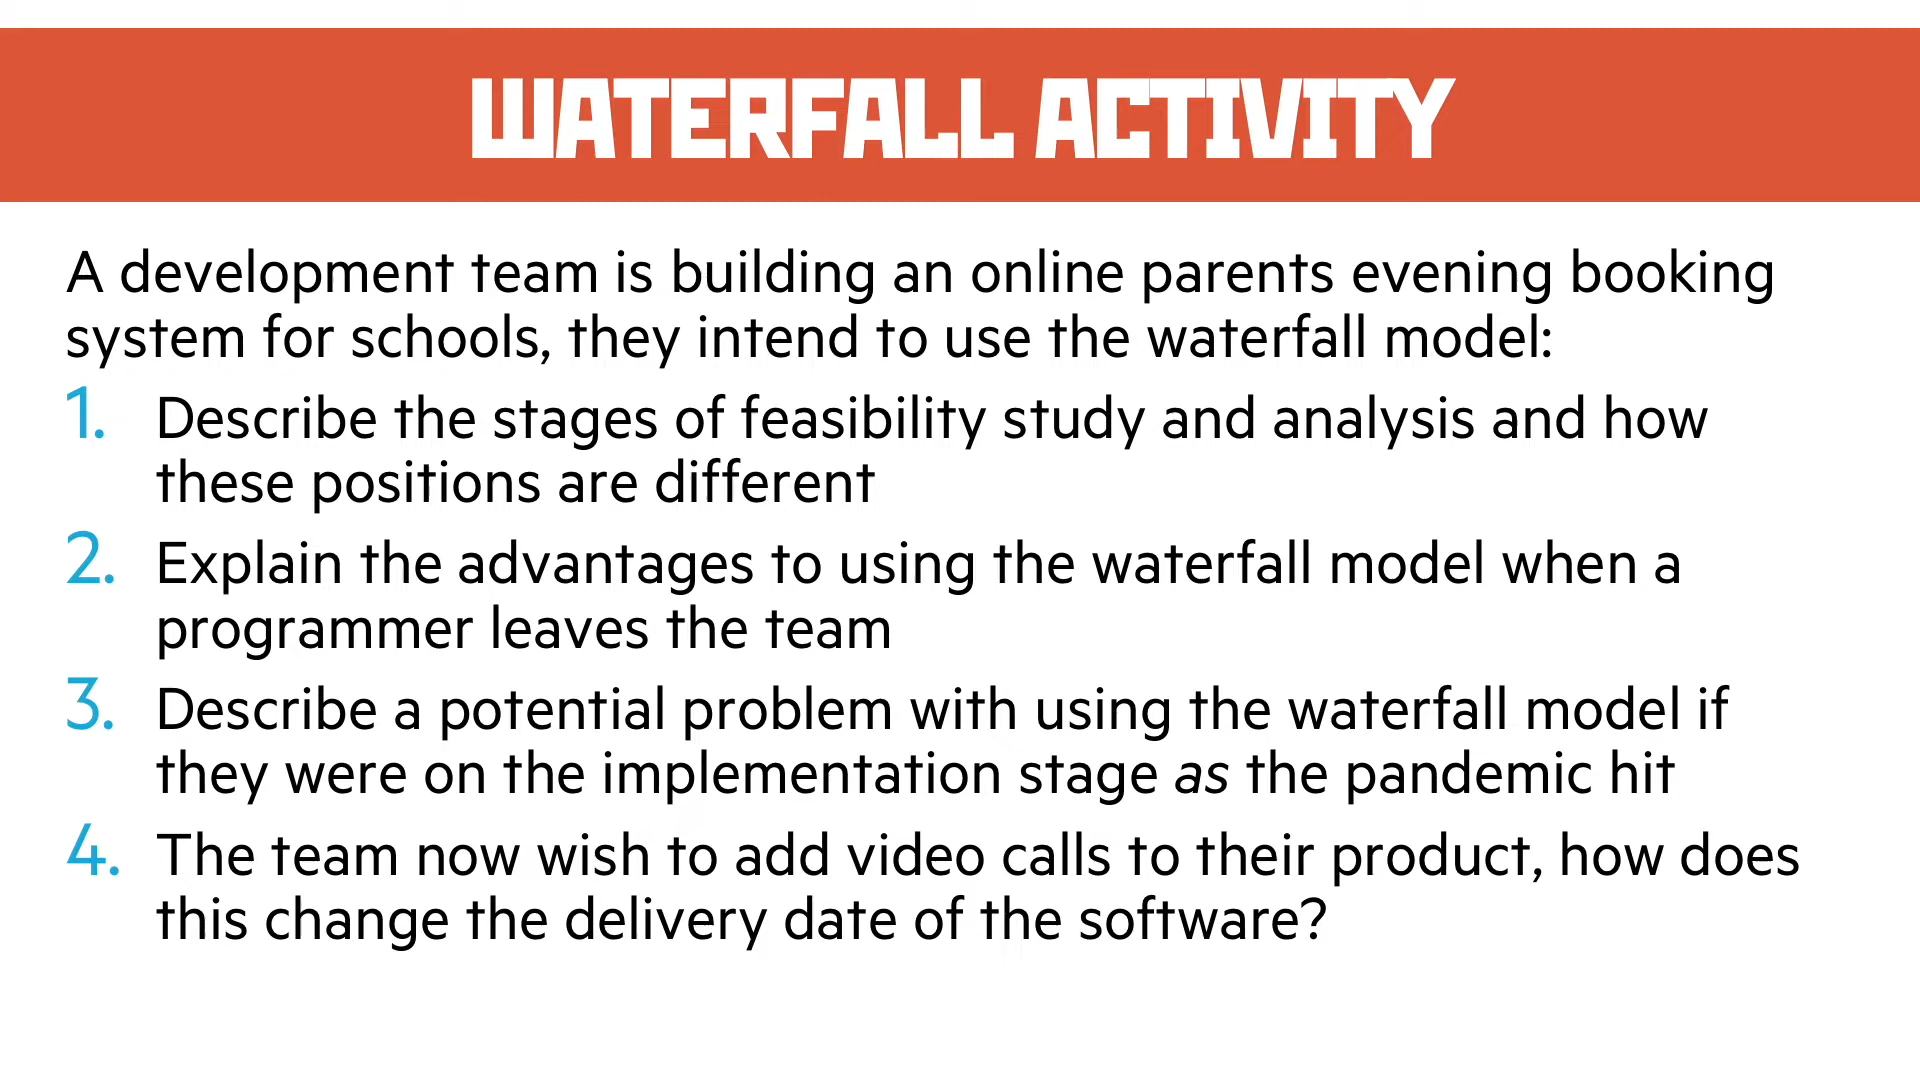 WATERFALL ACTIVITY
A development team is building an online parents evening booking
system for schools, they intend to use the waterfall model:
1. Describe the stages of feasibility study and analysis and how
these positions are different
2. Explain the advantages to using the waterfall model when a
programmer leaves the team
3. Describe a potential problem with using the waterfall model if
they were on the implementation stage as the pandemic hit
4. The team now wish to add video calls to their product, how does
this change the delivery date of the software?